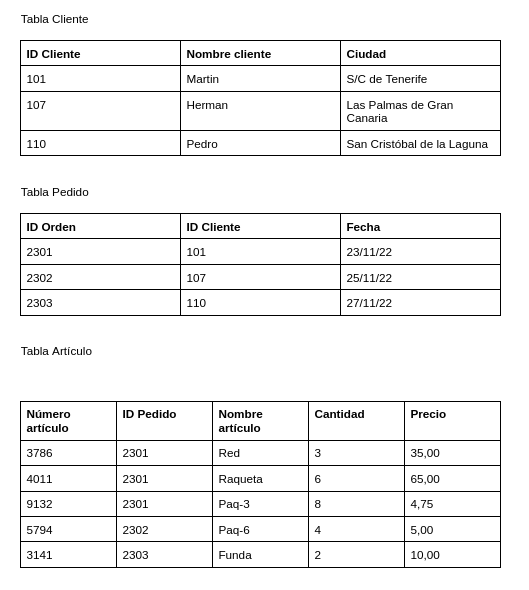 Tabla Cliente
ID Cliente Nombre cliente Ciudad
101 Martin S/C de Tenerife
107 Herman Las Palmas de Gran
Canaria
110 Pedro San Cristóbal de la Laguna
Tabla Pedido
ID Orden ID Cliente Fecha
2301 101 23/11/22
2302 107 25/11/22
2303 110 27/11/22
Tabla Artículo
Número ID Pedido Nombre Cantidad Precio
artículo artículo
3786 2301 Red 3 35,00
4011 2301 Raqueta 6 65,00
9132 2301 Paq-3 8 4,75
5794 2302 Paq-6 4 5,00
3141 2303 Funda 2 10,00